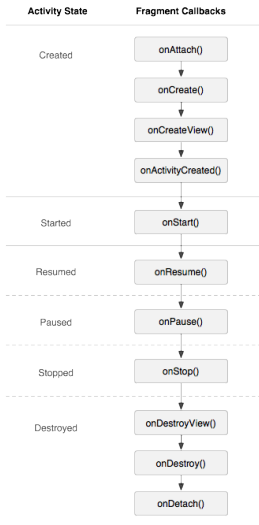 Activity State Fragment Callbacks
Created
onAttach()
onCreate()
onCreateView()
onActivityCreated()
Started onStart()
Resumed onResume()
Paused onPause()
Stopped onStop()
Destroyed onDestroyView()
onDestroy()
onDetach()